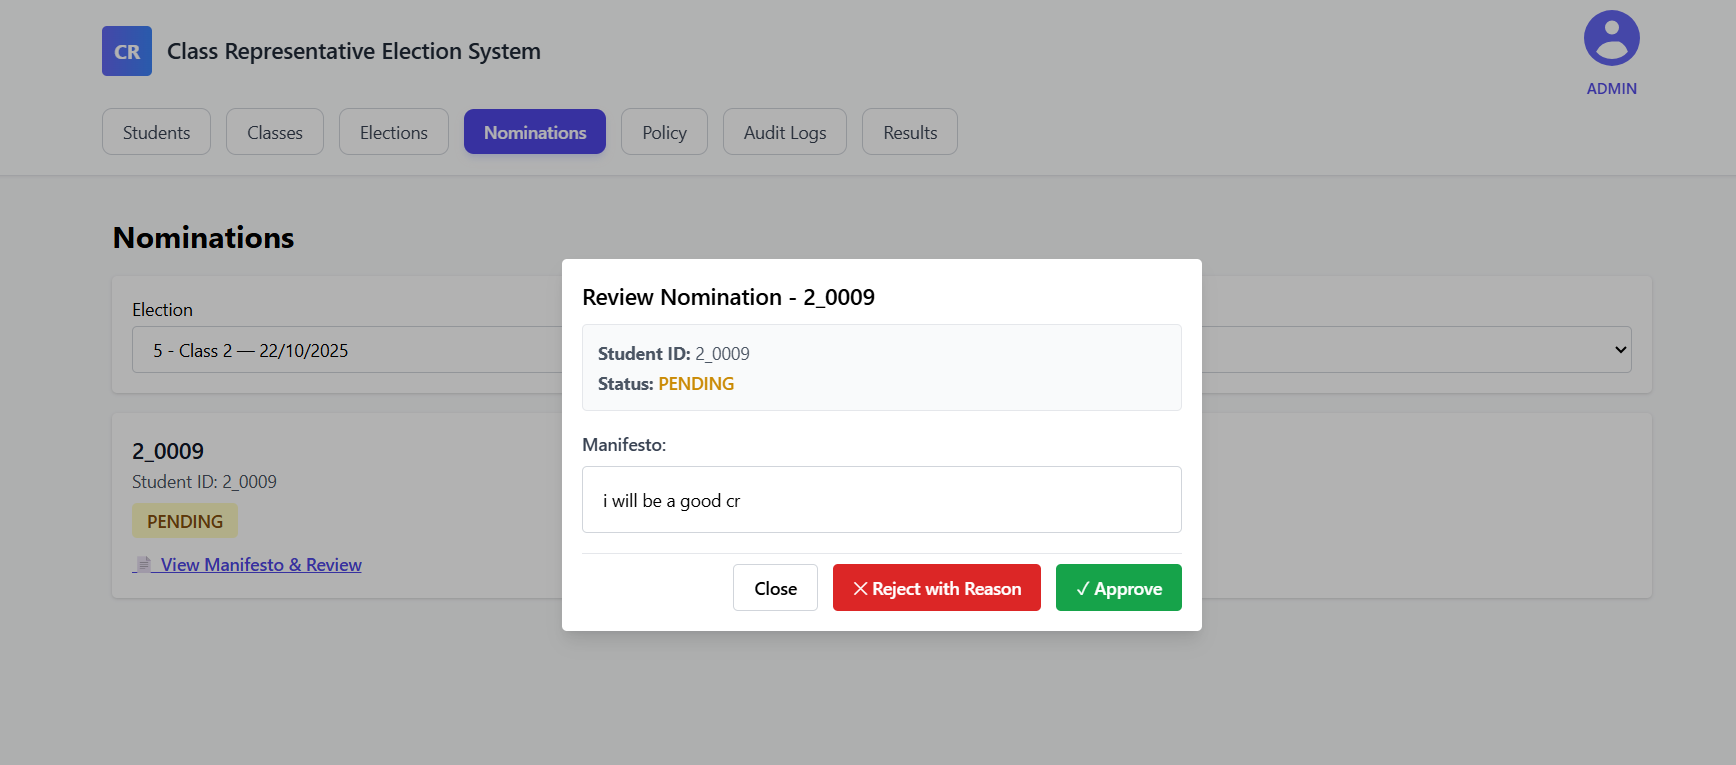 CR
Class Representative Election System
ADMIN
Students
Classes
Elections
Nominations
Policy
Audit Logs
Results
Nominations
Election
5 - Class 2 — 22/10/2025
2_0009
Student ID: 2_0009
PENDING
View Manifesto & Review
Review Nomination - 2_0009
Student ID: 2_0009
Status: PENDING
Manifesto:
i will be a good cr
Close
✕ Reject with Reason
✓ Approve